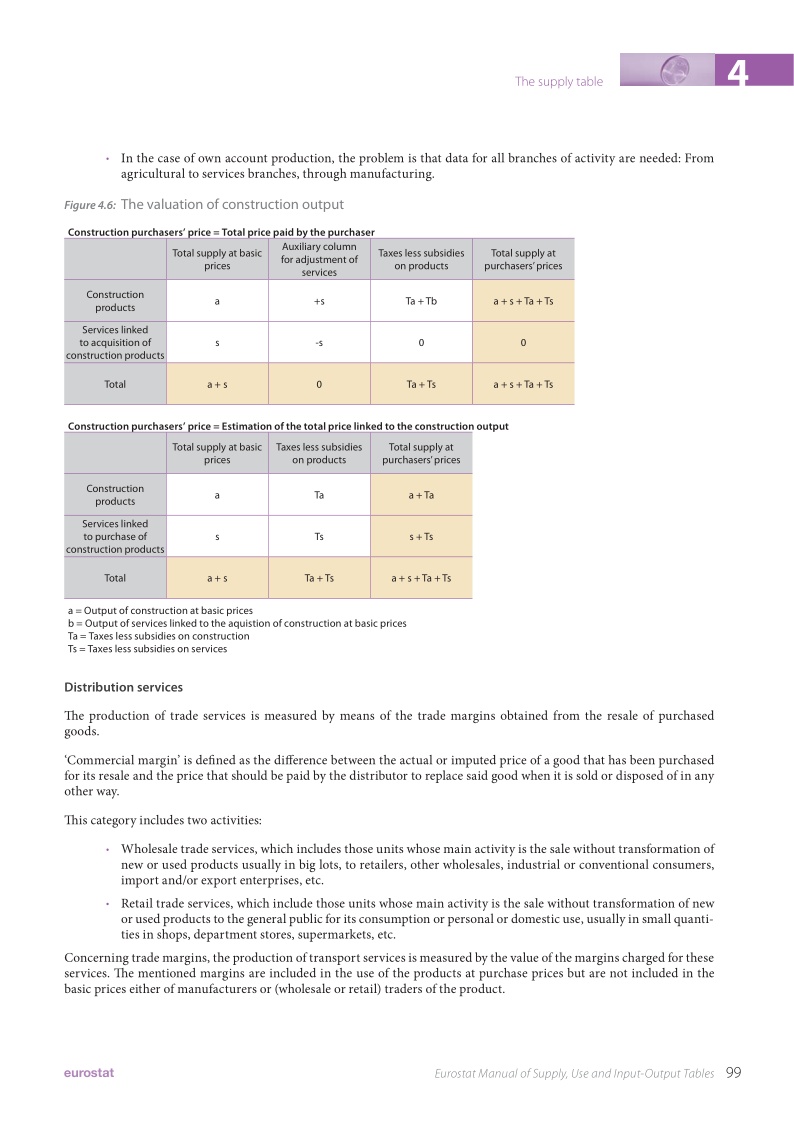 The supply table
4
• In the case of own account production, the problem is that data for all branches of activity are needed: From
agricultural to services branches, through manufacturing.
Figure 4.6: The valuation of construction output
Construction purchasers’ price = Total price paid by the purchaser
Total supply at basic prices | Auxiliary column for adjustment of services | Taxes less subsidies on products | Total supply at purchasers’ prices
Construction products | a | +s | Ta + Tb | a + s + Ta + Ts
Services linked to acquisition of construction products | s | -s | 0 | 0
Total | a + s | 0 | Ta + Ts | a + s + Ta + Ts
Construction purchasers’ price = Estimation of the total price linked to the construction output
Total supply at basic prices | Taxes less subsidies on products | Total supply at purchasers’ prices
Construction products | a | Ta | a + Ta
Services linked to purchase of construction products | s | Ts | s + Ts
Total | a + s | Ta + Ts | a + s + Ta + Ts
a = Output of construction at basic prices
b = Output of services linked to the aquistion of construction at basic prices
Ta = Taxes less subsidies on construction
Ts = Taxes less subsidies on services
Distribution services
The production of trade services is measured by means of the trade margins obtained from the resale of purchased
goods.
‘Commercial margin’ is defined as the difference between the actual or imputed price of a good that has been purchased
for its resale and the price that should be paid by the distributor to replace said good when it is sold or disposed of in any
other way.
This category includes two activities:
• Wholesale trade services, which includes those units whose main activity is the sale without transformation of
new or used products usually in big lots, to retailers, other wholesales, industrial or conventional consumers,
import and/or export enterprises, etc.
• Retail trade services, which include those units whose main activity is the sale without transformation of new
or used products to the general public for its consumption or personal or domestic use, usually in small quanti-
ties in shops, department stores, supermarkets, etc.
Concerning trade margins, the production of transport services is measured by the value of the margins charged for these
services. The mentioned margins are included in the use of the products at purchase prices but are not included in the
basic prices either of manufacturers or (wholesale or retail) traders of the product.
eurostat
Eurostat Manual of Supply, Use and Input-Output Tables 99